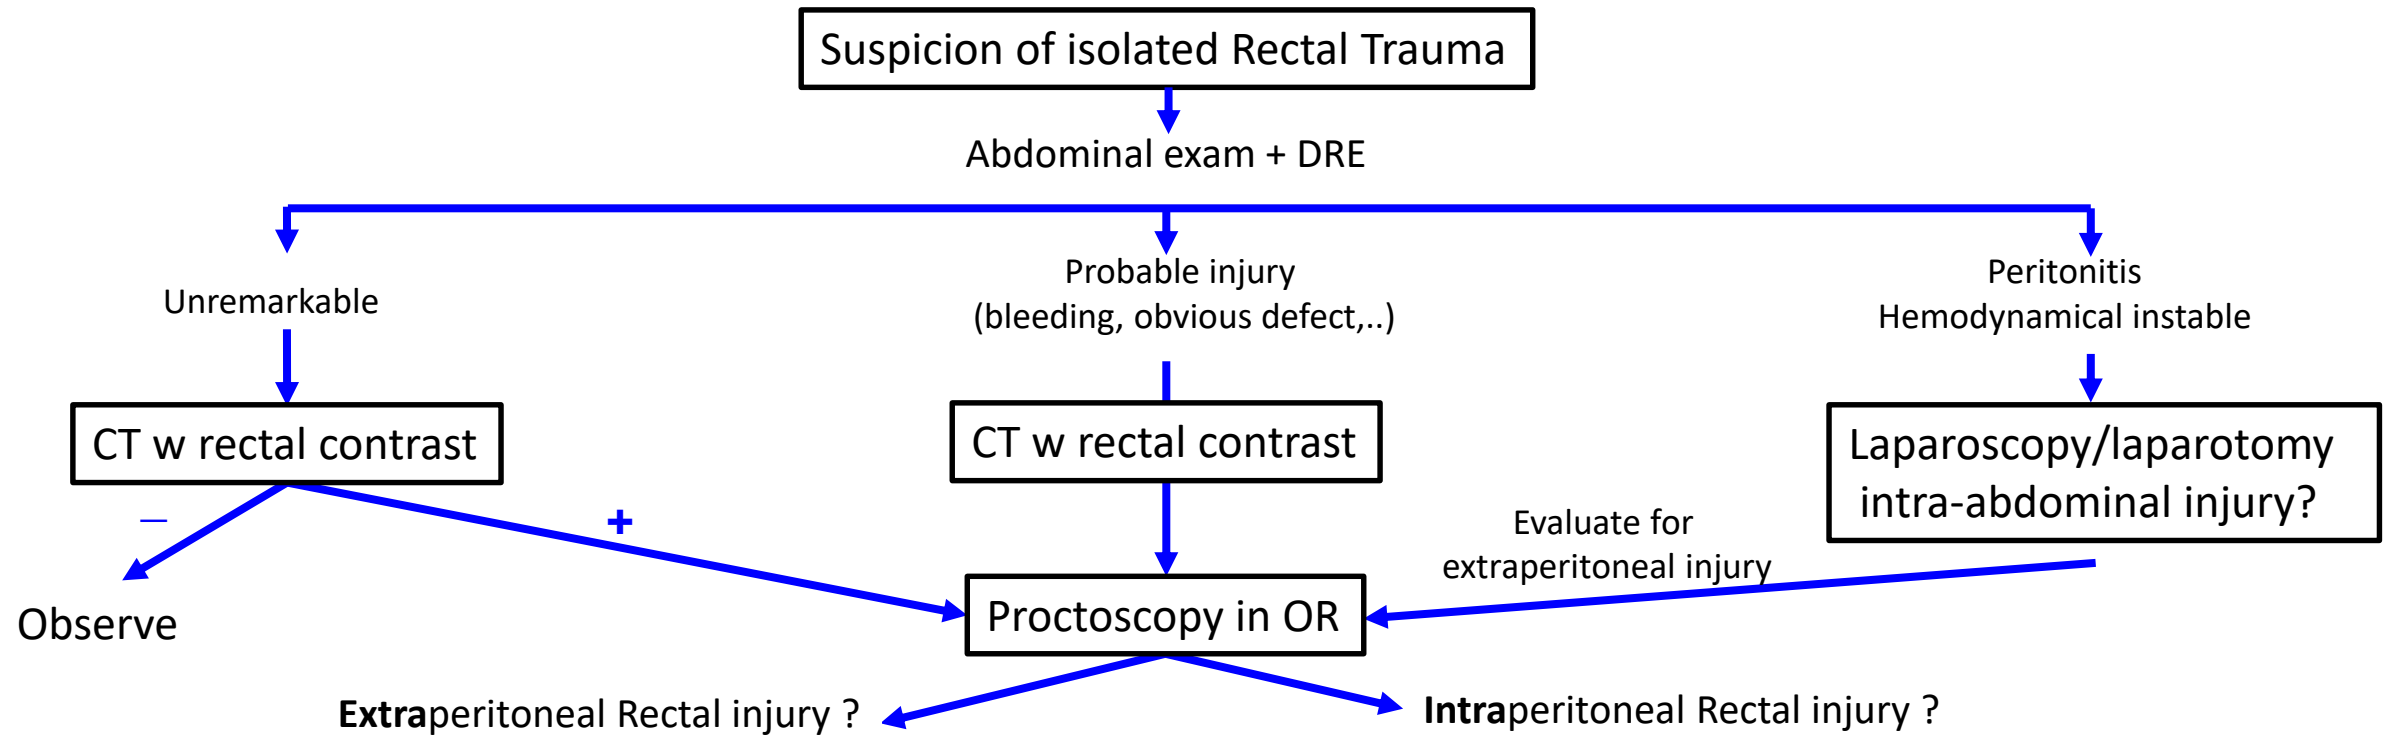 Suspicion of isolated Rectal Trauma
Abdominal exam + DRE
Unremarkable
Probable injury
(bleeding, obvious defect,..)
Peritonitis
Hemodynamical instable
CT w rectal contrast
CT w rectal contrast
Laparoscopy/laparotomy
intra-abdominal injury?
–
+
Evaluate for
extraperitoneal injury
Observe
Proctoscopy in OR
Extraperitoneal Rectal injury ?
Intraperitoneal Rectal injury ?